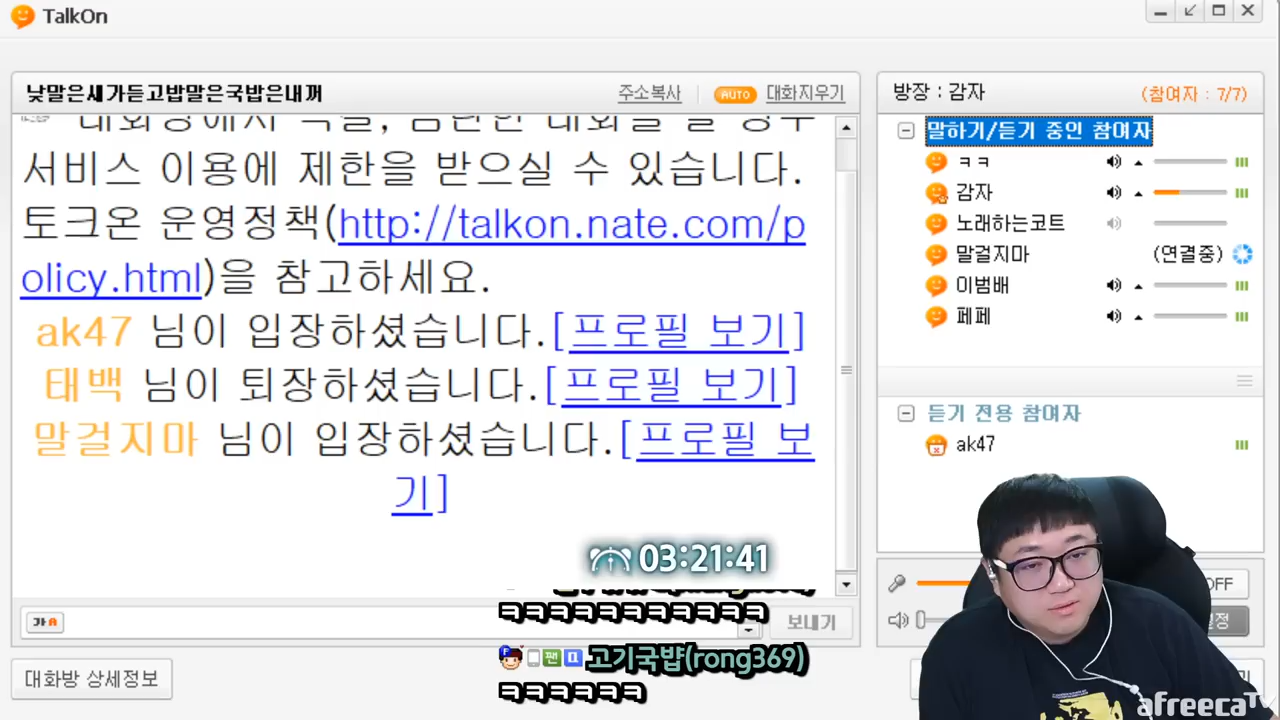 TalkOn
낮말은새가듣고밥말은국밥은내꺼
주소복사
AUTO
대화지우기
서비스 이용에 제한을 받으실 수 있습니다.
토크온 운영정책(http://talkon.nate.com/p
olicy.html)을 참고하세요.
ak47 님이 입장하셨습니다.[프로필 보기]
태백 님이 퇴장하셨습니다.[프로필 보기]
말걸지마 님이 입장하셨습니다.[프로필 보
기]
03:21:41
ㅋㅋㅋㅋㅋㅋㅋㅋㅋㅋㅋ
고기국뱝(rong369)
ㅋㅋㅋㅋㅋㅋ
가A
보내기
대화방 상세정보
방장 : 감자
(참여자 : 7/7)
말하기/듣기 중인 참여자
ㅋㅋ
감자
노래하는코트
말걸지마 (연결중)
이범배
페페
듣기 전용 참여자
ak47
OFF
afreecaTV